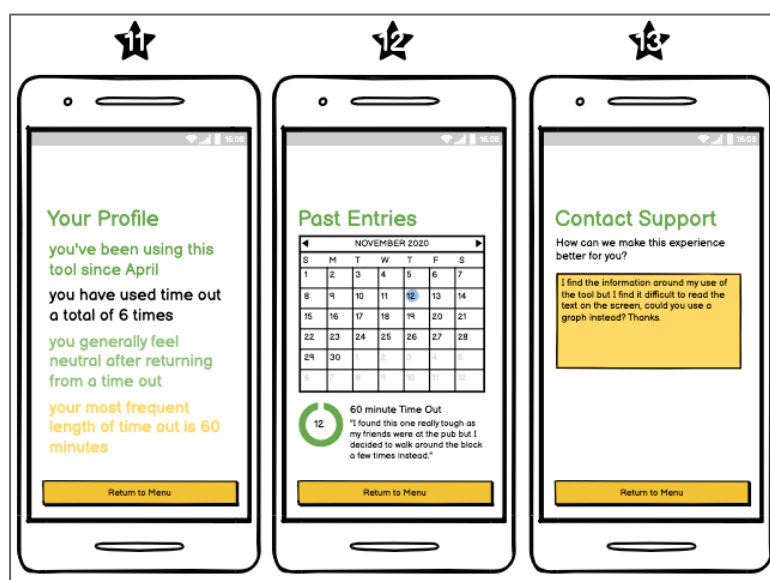 11
12
13
16:08
16:08
16:08
Your Profile
you've been using this
tool since April
you have used time out
a total of 6 times
you generally feel
neutral after returning
from a time out
your most frequent
length of time out is 60
minutes
Return to Menu
Past Entries
NOVEMBER 2020
S M T W T F S
1 2 3 4 5 6 7
8 9 10 11 12 13 14
15 16 17 18 19 20 21
22 23 24 25 26 27 28
29 30 1 2 3 4 5
6 7 8 9 10 11 12
12
60 minute Time Out
"I found this one really tough as
my friends were at the pub but I
decided to walk around the block
a few times instead."
Return to Menu
Contact Support
How can we make this experience
better for you?
I find the information around my use of
the tool but I find it difficult to read the
text on the screen, could you use a
graph instead? Thanks.
Return to Menu